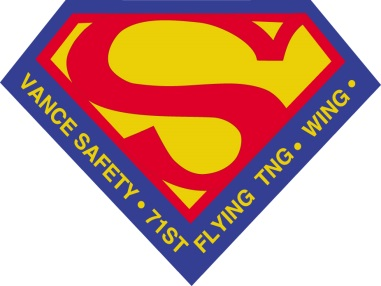 S
VANCE SAFETY • 71ST
FLYING TNG • WING •